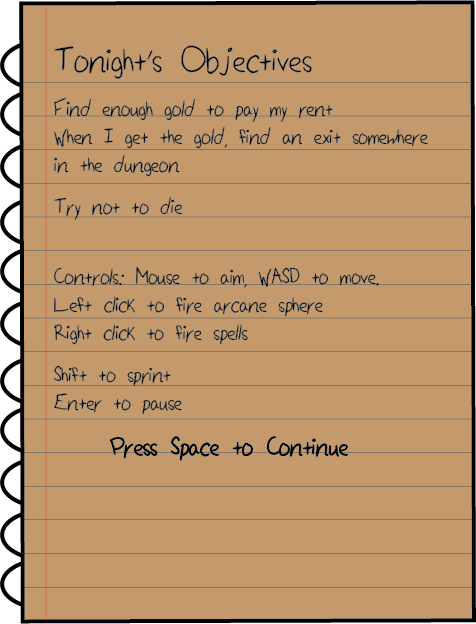 Tonight's Objectives
Find enough gold to pay my rent
When I get the gold, find an exit somewhere
in the dungeon
Try not to die
Controls: Mouse to aim, WASD to move.
Left click to fire arcane sphere
Right click to fire spells
Shift to sprint
Enter to pause
Press Space to Continue